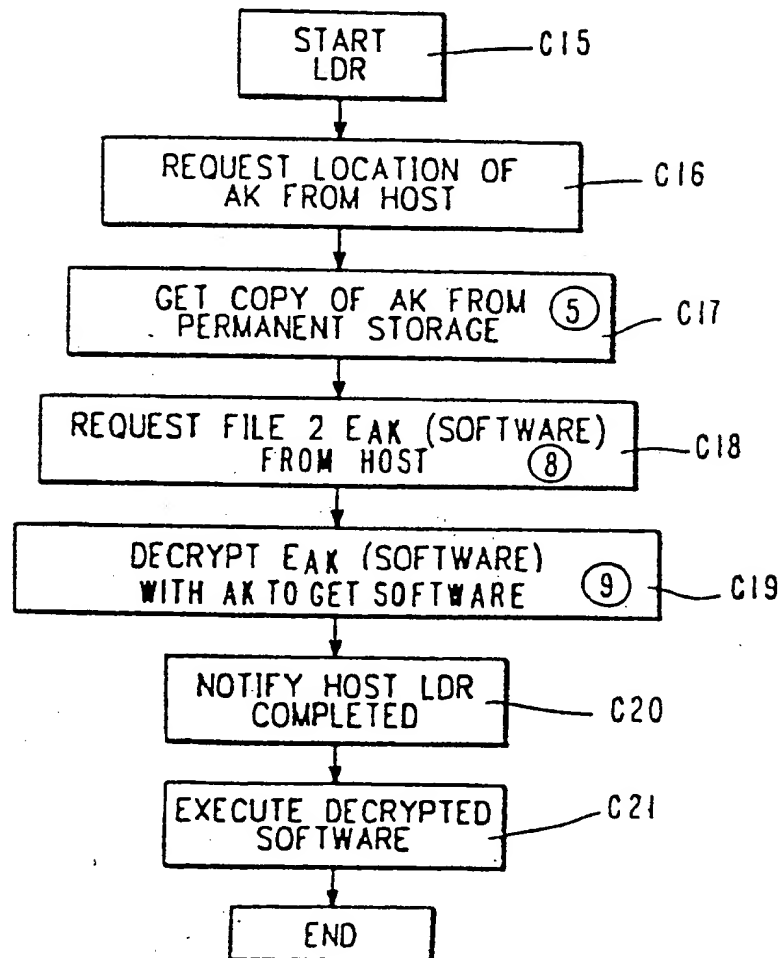 START
LDR
C15
REQUEST LOCATION OF
AK FROM HOST
C16
GET COPY OF AK FROM
PERMANENT STORAGE
5
C17
REQUEST FILE 2 EAK (SOFTWARE)
FROM HOST
8
C18
DECRYPT EAK (SOFTWARE)
WITH AK TO GET SOFTWARE
9
C19
NOTIFY HOST LDR
COMPLETED
C20
EXECUTE DECRYPTED
SOFTWARE
C21
END